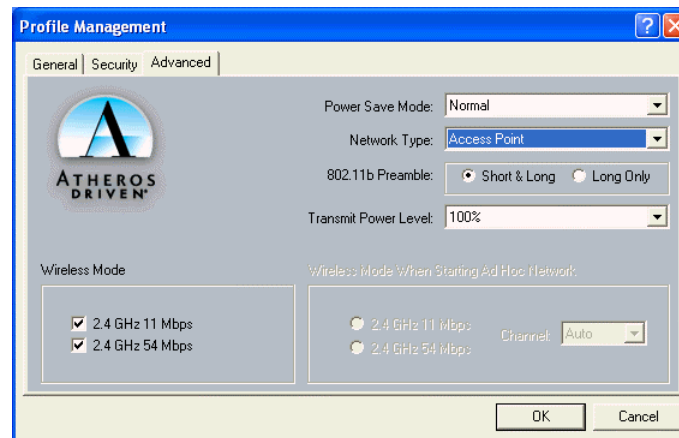 Profile Management
General Security Advanced
ATHEROS
DRIVEN
Power Save Mode: Normal
Network Type: Access Point
802.11b Preamble: Short & Long Long Only
Transmit Power Level: 100%
Wireless Mode
2.4 GHz 11 Mbps
2.4 GHz 54 Mbps
Wireless Mode When Starting Ad Hoc Network
2.4 GHz 11 Mbps
2.4 GHz 54 Mbps
Channel: Auto
OK Cancel